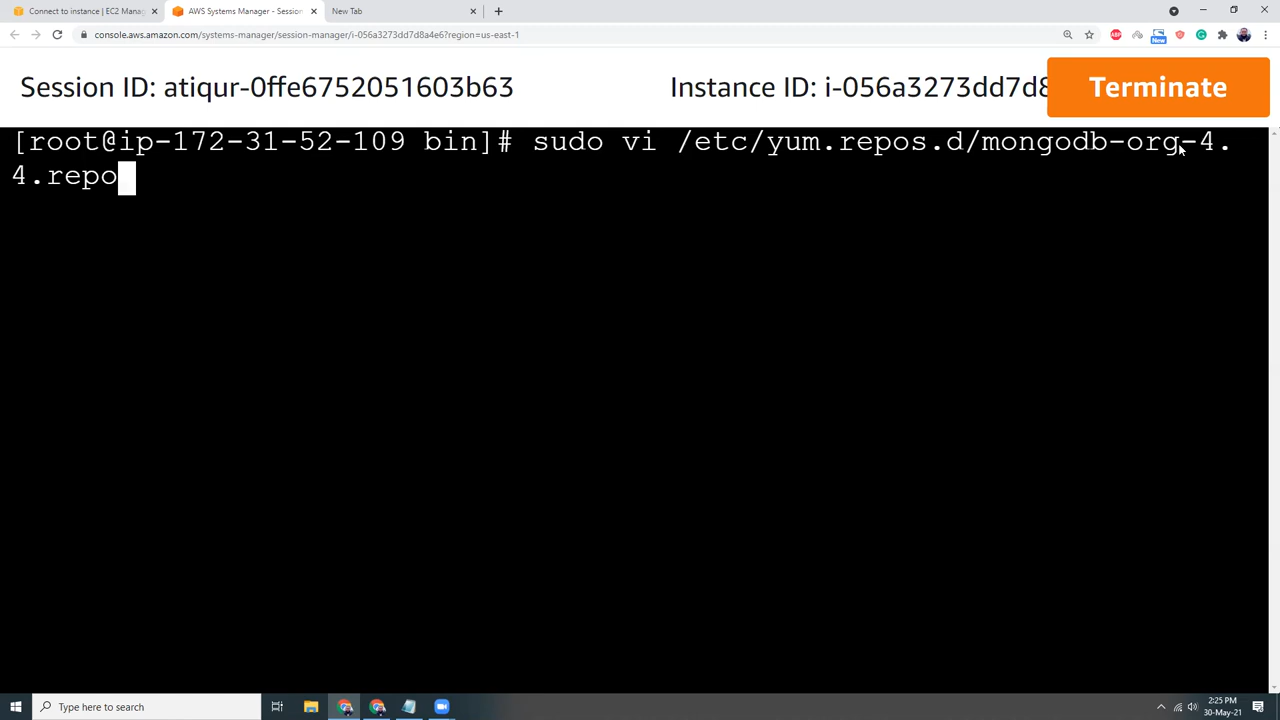 Connect to instance | EC2 Manag
AWS Systems Manager - Session
New Tab
console.aws.amazon.com/systems-manager/session-manager/i-056a3273dd7d8a4e6?region=us-east-1
ABP
New
Session ID: atiqur-0ffe6752051603b63
Instance ID: i-056a3273dd7d8
Terminate
[root@ip-172-31-52-109 bin]# sudo vi /etc/yum.repos.d/mongodb-org-4.
4.repo
Type here to search
2:25 PM
30-May-21